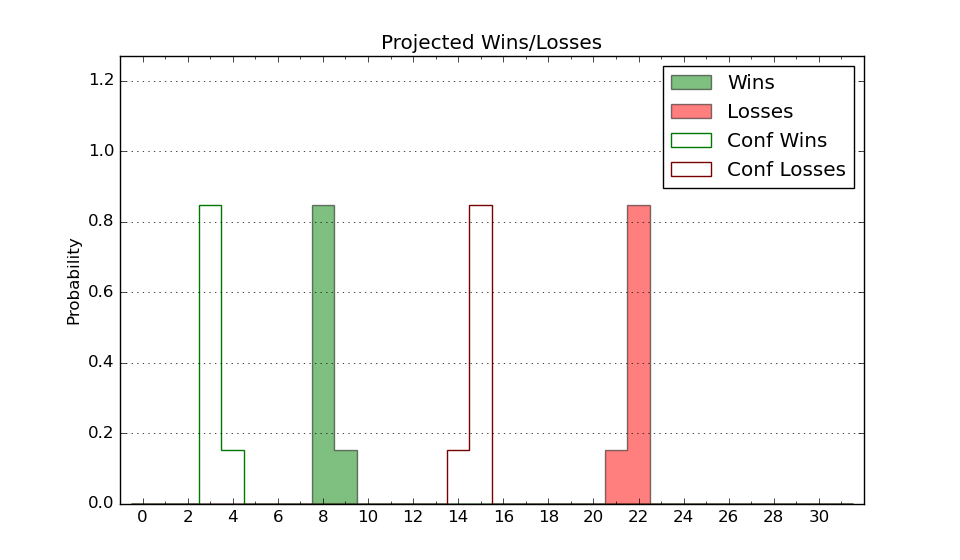 Projected Wins/Losses
Wins
Losses
Conf Wins
Conf Losses
Probability
1.2
1.0
0.8
0.6
0.4
0.2
0.0
0 2 4 6 8 10 12 14 16 18 20 22 24 26 28 30